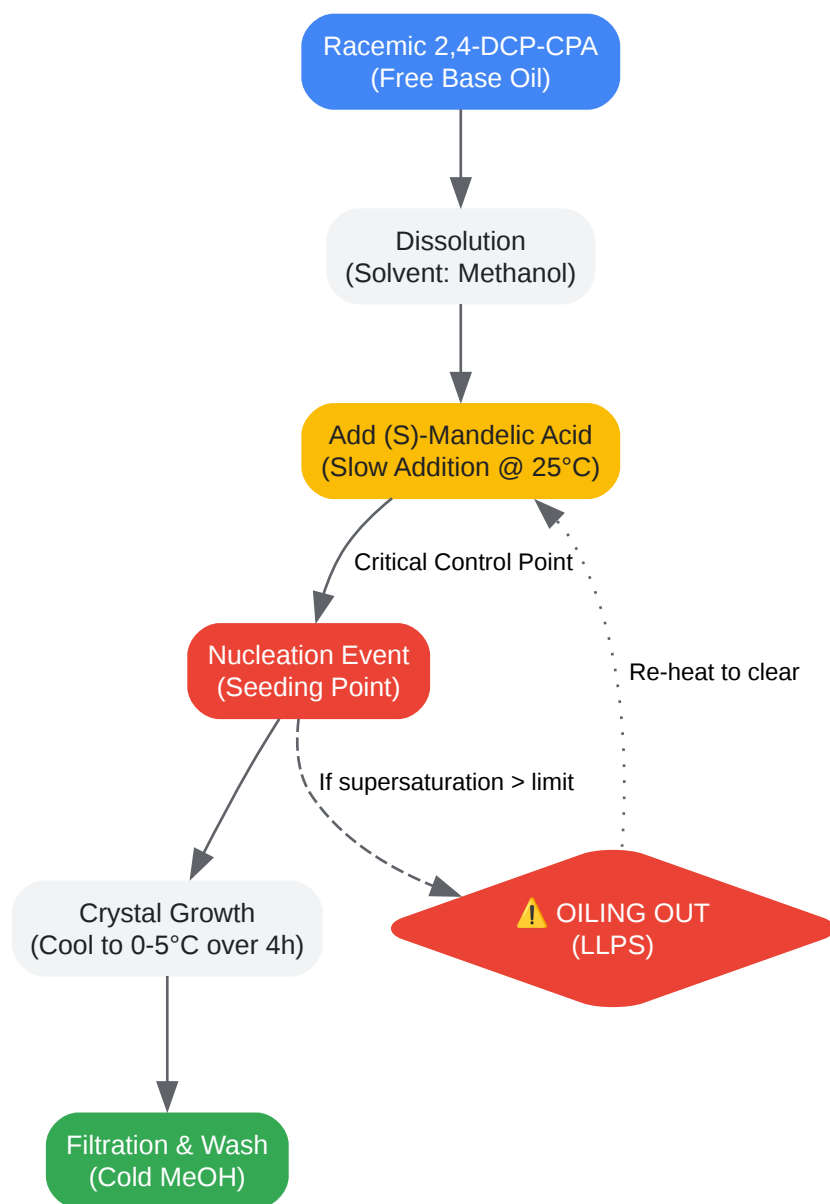 Racemic 2,4-DCP-CPA
(Free Base Oil)
Dissolution
(Solvent: Methanol)
Add (S)-Mandelic Acid
(Slow Addition @ 25°C)
Critical Control Point
Nucleation Event
(Seeding Point)
Re-heat to clear
If supersaturation > limit
Crystal Growth
(Cool to 0-5°C over 4h)
⚠️ OILING OUT
(LLPS)
Filtration & Wash
(Cold MeOH)